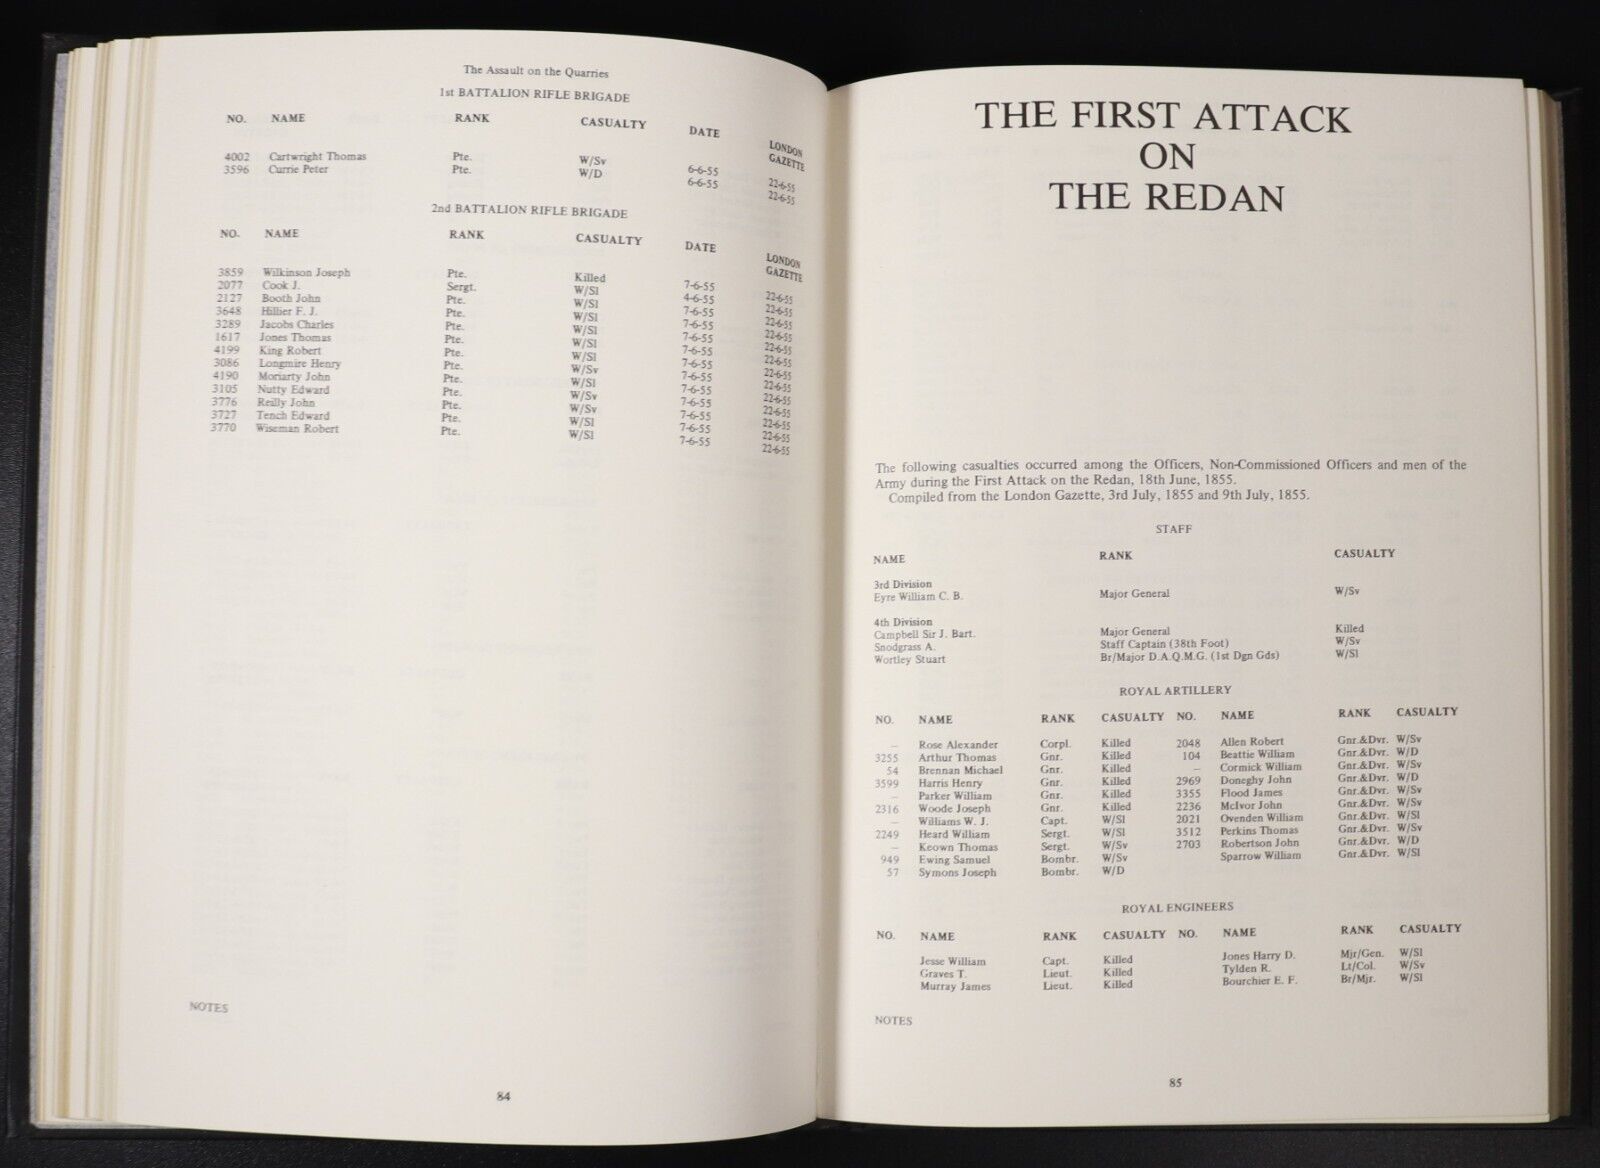 The Assault on the Quarries
1st BATTALION RIFLE BRIGADE
NO. NAME RANK CASUALTY DATE LONDON GAZETTE
4002 Cartwright Thomas Pte. W/Sv 6-6-55 22-6-55
3596 Currie Peter Pte. W/D 6-6-55 22-6-55
2nd BATTALION RIFLE BRIGADE
NO. NAME RANK CASUALTY DATE LONDON GAZETTE
3859 Wilkinson Joseph Pte. Killed 7-6-55 22-6-55
2077 Cook J. Sergt. W/Sl 4-6-55 22-6-55
2127 Booth John Pte. W/Sl 7-6-55 22-6-55
3648 Hillier F. J. Pte. W/Sl 7-6-55 22-6-55
3289 Jacobs Charles Pte. W/Sl 7-6-55 22-6-55
1617 Jones Thomas Pte. W/Sl 7-6-55 22-6-55
4199 King Robert Pte. W/Sl 7-6-55 22-6-55
3086 Longmire Henry Pte. W/Sv 7-6-55 22-6-55
4190 Moriarty John Pte. W/Sl 7-6-55 22-6-55
3105 Nutty Edward Pte. W/Sv 7-6-55 22-6-55
3776 Reilly John Pte. W/Sv 7-6-55 22-6-55
3727 Tench Edward Pte. W/Sl 7-6-55 22-6-55
3770 Wiseman Robert Pte. W/Sl 7-6-55 22-6-55
NOTES
84
THE FIRST ATTACK
ON
THE REDAN
The following casualties occurred among the Officers, Non-Commissioned Officers and men of the
Army during the First Attack on the Redan, 18th June, 1855.
Compiled from the London Gazette, 3rd July, 1855 and 9th July, 1855.
STAFF
NAME RANK CASUALTY
3rd Division
Eyre William C. B. Major General W/Sv
4th Division
Campbell Sir J. Bart. Major General Killed
Snodgrass A. Staff Captain (38th Foot) W/Sv
Wortley Stuart Br/Major D.A.Q.M.G. (1st Dgn Gds) W/Sl
ROYAL ARTILLERY
NO. NAME RANK CASUALTY NO. NAME RANK CASUALTY
– Rose Alexander Corpl. Killed 2048 Allen Robert Gnr.&Dvr. W/Sv
3255 Arthur Thomas Gnr. Killed 104 Beattie William Gnr.&Dvr. W/D
54 Brennan Michael Gnr. Killed – Cormick William Gnr.&Dvr. W/Sv
3599 Harris Henry Gnr. Killed 2969 Doneghy John Gnr.&Dvr. W/D
– Parker William Gnr. Killed 3355 Flood James Gnr.&Dvr. W/Sv
2316 Woode Joseph Gnr. Killed 2236 McIvor John Gnr.&Dvr. W/Sv
– Williams W. J. Capt. W/Sl 2021 Ovenden William Gnr.&Dvr. W/Sl
2249 Heard William Sergt. W/Sl 3512 Perkins Thomas Gnr.&Dvr. W/Sv
– Keown Thomas Sergt. W/Sv 2703 Robertson John Gnr.&Dvr. W/D
949 Ewing Samuel Bombr. W/Sv Sparrow William Gnr.&Dvr. W/Sl
57 Symons Joseph Bombr. W/D
ROYAL ENGINEERS
NO. NAME RANK CASUALTY NO. NAME RANK CASUALTY
Jesse William Capt. Killed Jones Harry D. Mjr/Gen. W/Sl
Graves T. Lieut. Killed Tylden R. Lt/Col. W/Sv
Murray James Lieut. Killed Bourchier E. F. Br/Mjr. W/Sl
NOTES
85